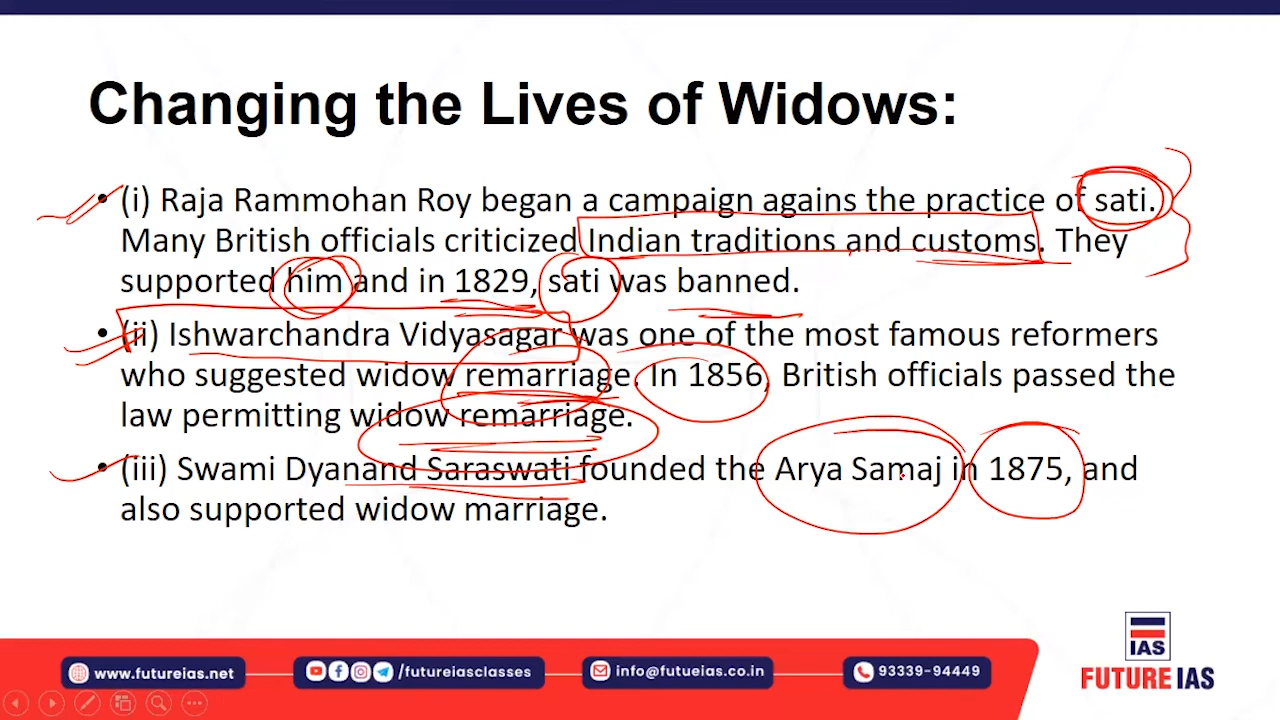 Changing the Lives of Widows:
• (i) Raja Rammohan Roy began a campaign agains the practice of sati.
Many British officials criticized Indian traditions and customs. They
supported him and in 1829, sati was banned.
• (ii) Ishwarchandra Vidyasagar was one of the most famous reformers
who suggested widow remarriage. In 1856, British officials passed the
law permitting widow remarriage.
• (iii) Swami Dyanand Saraswati founded the Arya Samaj in 1875, and
also supported widow marriage.
IAS
FUTURE IAS
www.futureias.net
/futureiasclasses
info@futueias.co.in
93339-94449